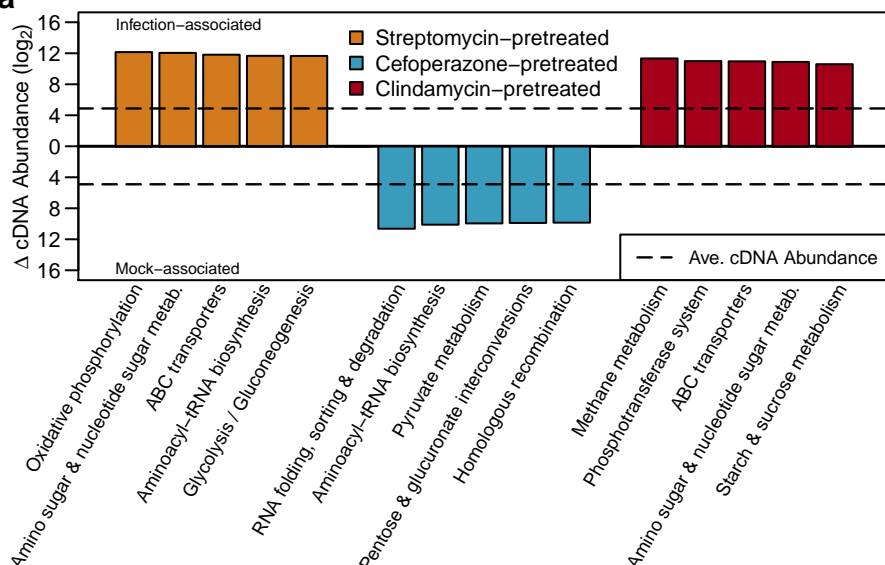 a
Infection−associated
Streptomycin−pretreated
Cefoperazone−pretreated
Clindamycin−pretreated
Δ cDNA Abundance (log2)
16
12
8
4
0
4
8
12
16
Mock−associated
Ave. cDNA Abundance
Oxidative phosphorylation
Amino sugar & nucleotide sugar metab.
ABC transporters
Aminoacyl−tRNA biosynthesis
Glycolysis / Gluconeogenesis
RNA folding, sorting & degradation
Aminoacyl−tRNA biosynthesis
Pyruvate metabolism
Pentose & glucuronate interconversions
Homologous recombination
Methane metabolism
Phosphotransferase system
ABC transporters
Amino sugar & nucleotide sugar metab.
Starch & sucrose metabolism